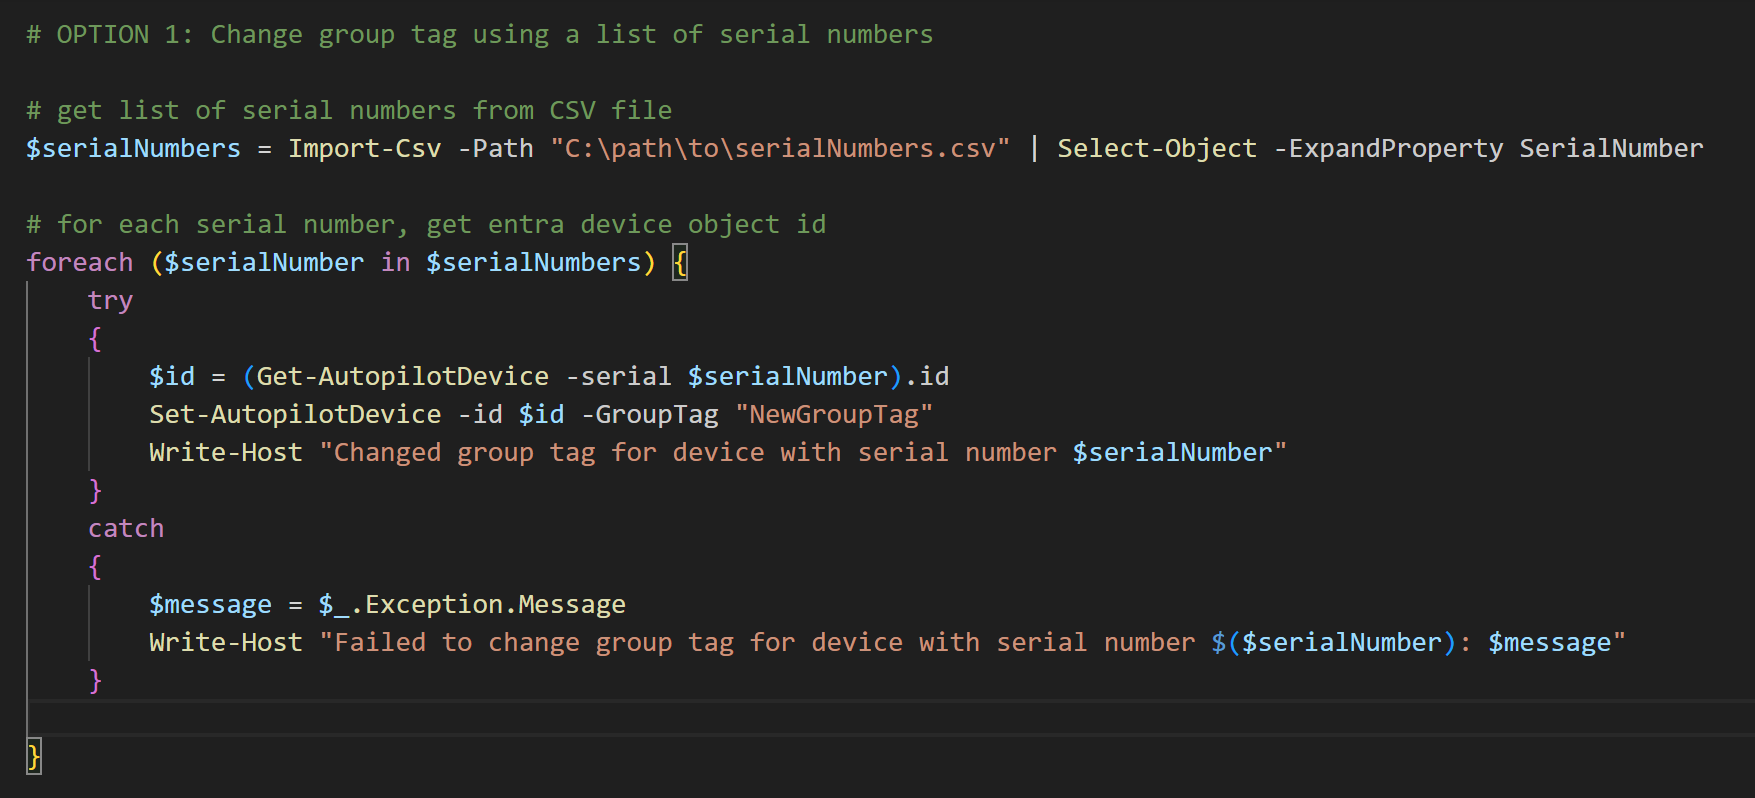 # OPTION 1: Change group tag using a list of serial numbers
# get list of serial numbers from CSV file
$serialNumbers = Import-Csv -Path "C:\path\to\serialNumbers.csv" | Select-Object -ExpandProperty SerialNumber
# for each serial number, get entra device object id
foreach ($serialNumber in $serialNumbers) {
    try
    {
        $id = (Get-AutopilotDevice -serial $serialNumber).id
        Set-AutopilotDevice -id $id -GroupTag "NewGroupTag"
        Write-Host "Changed group tag for device with serial number $serialNumber"
    }
    catch
    {
        $message = $_.Exception.Message
        Write-Host "Failed to change group tag for device with serial number $($serialNumber): $message"
    }
}